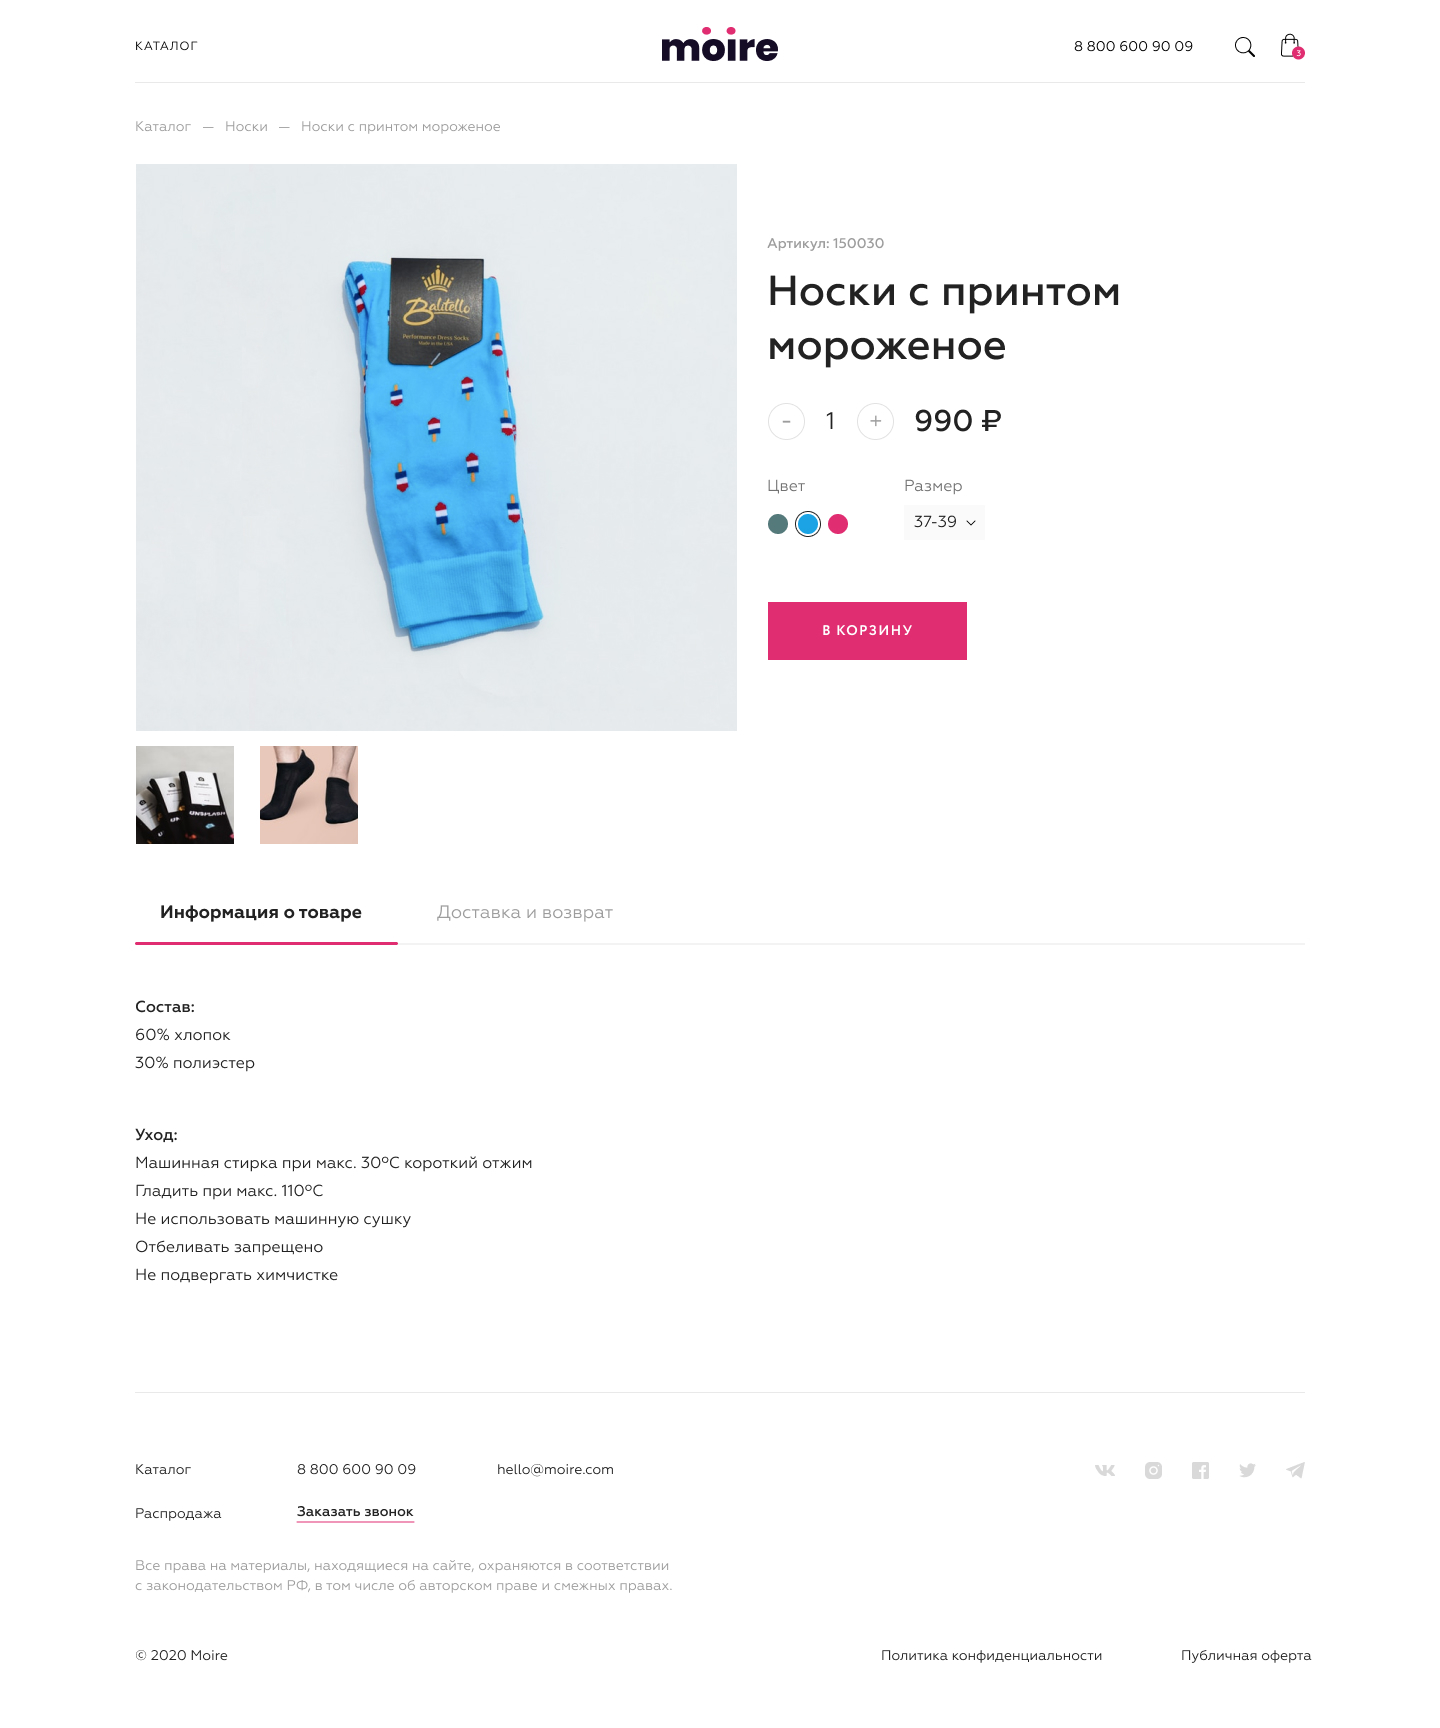 КАТАЛОГ
moire
8 800 600 90 09
3
Каталог — Носки — Носки с принтом мороженое
Balitello
Performance Dress Socks
Made in the USA
Артикул: 150030
Носки с принтом
мороженое
- 1 + 990 ₽
Цвет
Размер
37-39
В КОРЗИНУ
UNSPLASH
Информация о товаре
Доставка и возврат
Состав:
60% хлопок
30% полиэстер
Уход:
Машинная стирка при макс. 30ºC короткий отжим
Гладить при макс. 110ºC
Не использовать машинную сушку
Отбеливать запрещено
Не подвергать химчистке
Каталог
8 800 600 90 09
hello@moire.com
Распродажа
Заказать звонок
Все права на материалы, находящиеся на сайте, охраняются в соответствии
с законодательством РФ, в том числе об авторском праве и смежных правах.
© 2020 Moire
Политика конфиденциальности
Публичная оферта